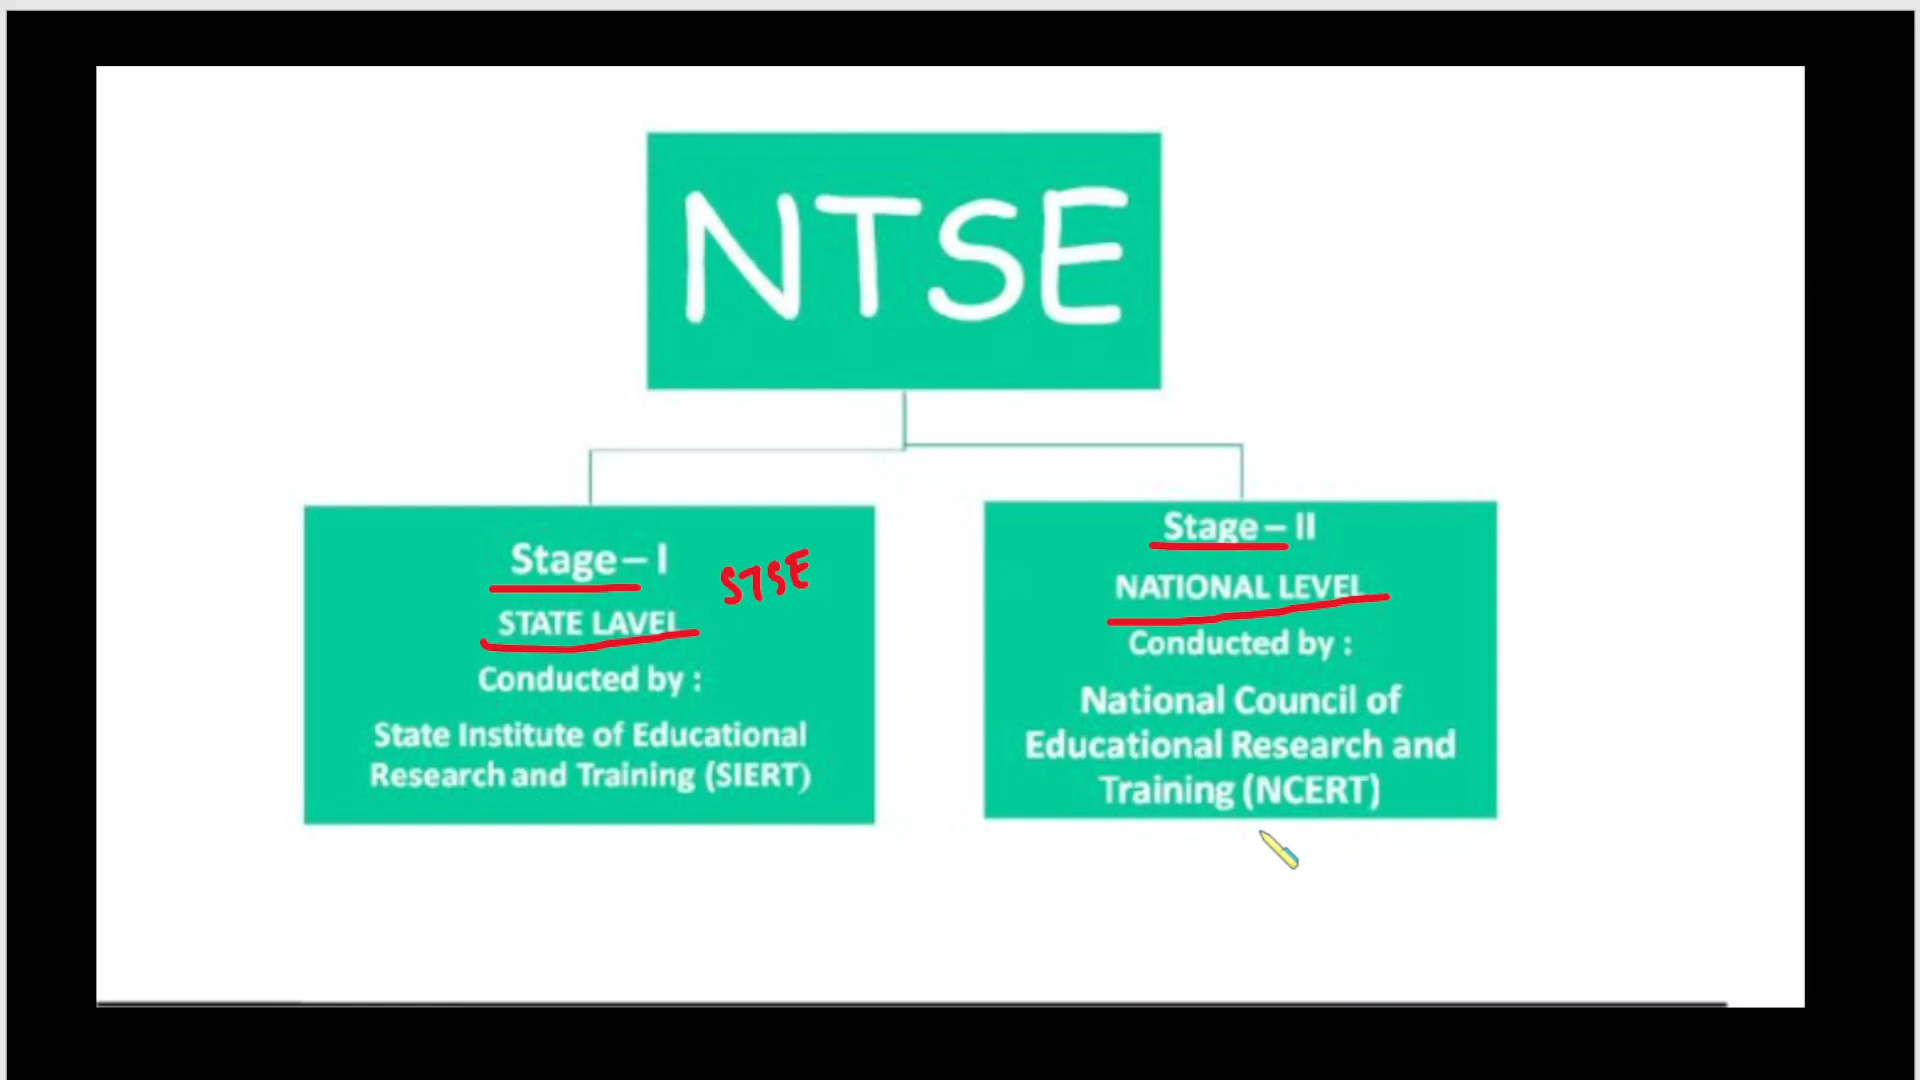 NTSE
Stage – I
STSE
STATE LAVEL
Conducted by :
State Institute of Educational
Research and Training (SIERT)
Stage – II
NATIONAL LEVEL
Conducted by :
National Council of
Educational Research and
Training (NCERT)